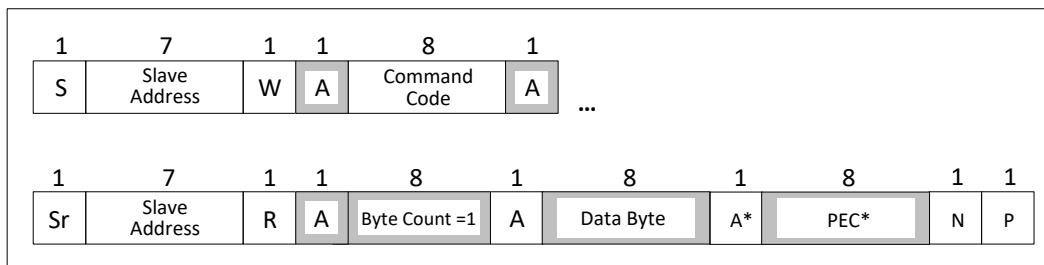 1 7 1 1 8 1
S Slave Address W A Command Code A ...
1 7 1 1 8 1 8 1 8 1 1
Sr Slave Address R A Byte Count =1 A Data Byte A* PEC* N P